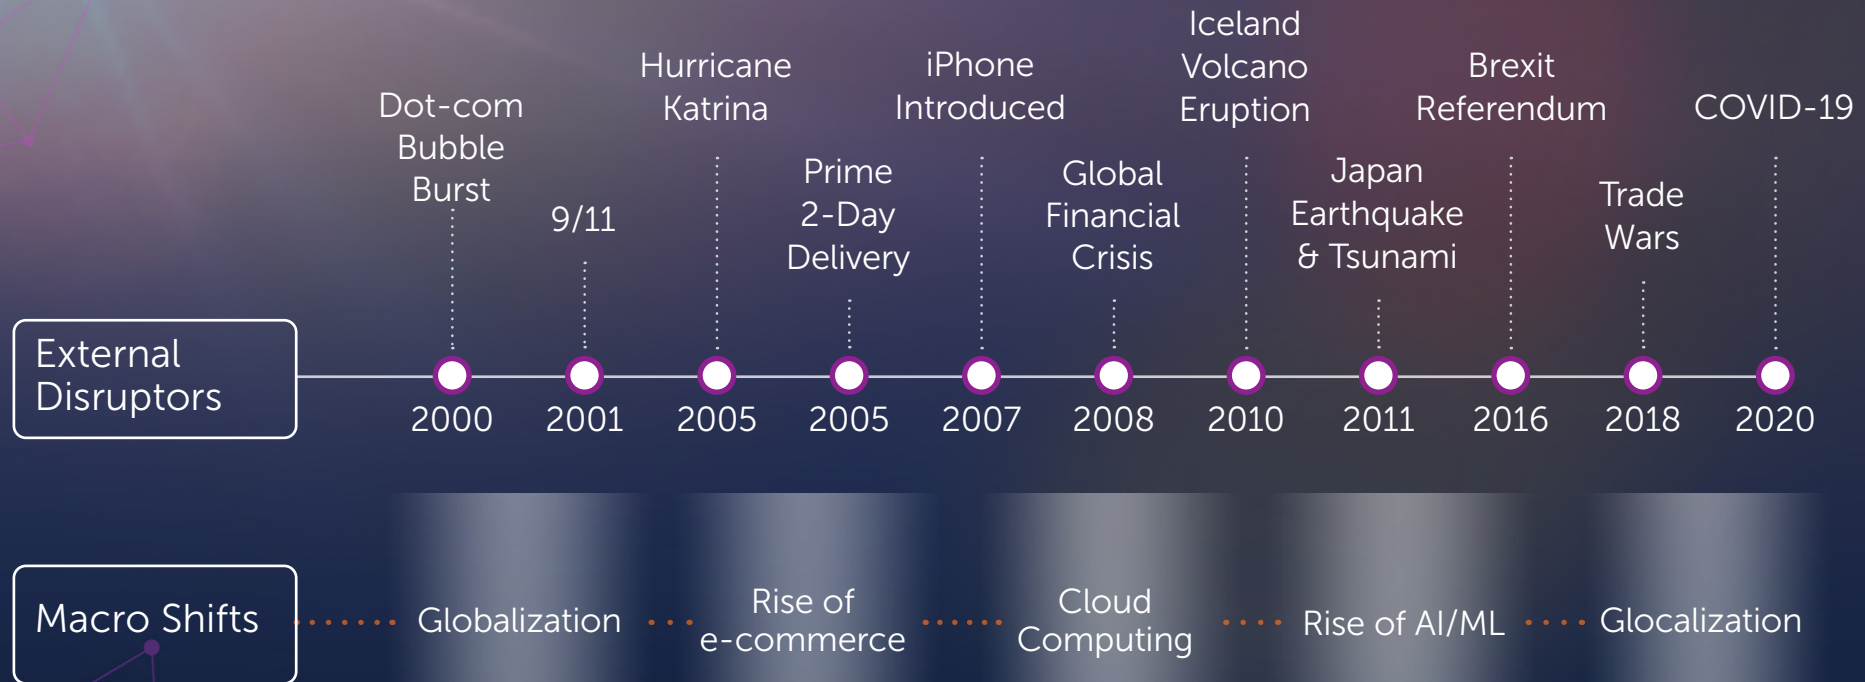 External
Disruptors
Dot-com
Bubble
Burst
2000
9/11
2001
Hurricane
Katrina
2005
Prime
2-Day
Delivery
2005
iPhone
Introduced
2007
Global
Financial
Crisis
2008
Iceland
Volcano
Eruption
2010
Japan
Earthquake
& Tsunami
2011
Brexit
Referendum
2016
Trade
Wars
2018
COVID-19
2020
Macro Shifts
Globalization
Rise of
e-commerce
Cloud
Computing
Rise of AI/ML
Glocalization